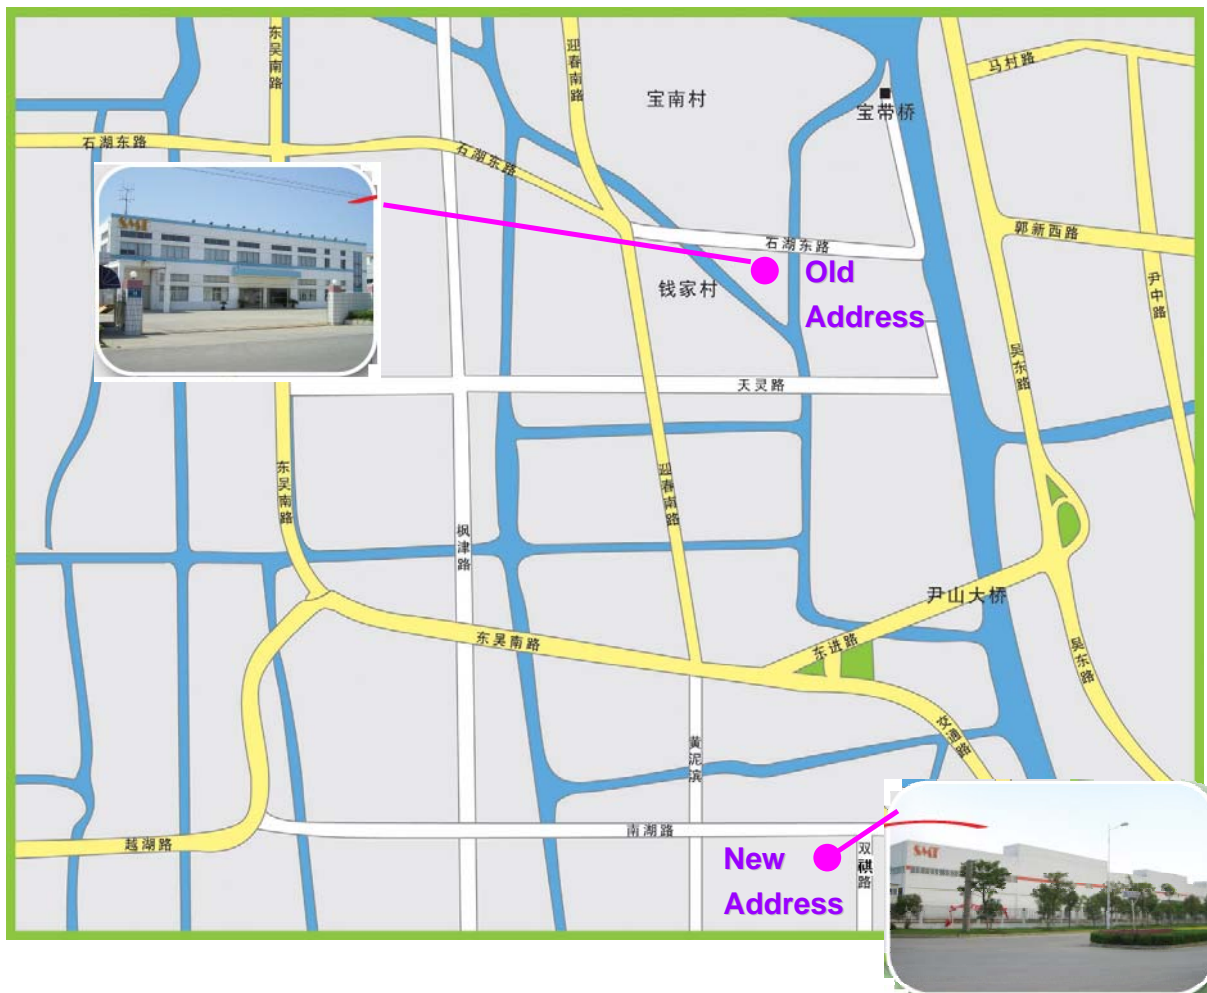 东吴南路
迎春南路
马村路
宝南村
宝带桥
石湖东路
石湖东路
SMT
郭新西路
石湖东路
Old
Address
钱家村
尹中路
吴东路
天灵路
东吴南路
迎春南路
枫津路
尹山大桥
东吴南路
东进路
吴东路
交通路
黄泥滨
南湖路
越湖路
New
Address
双祺路
SMT